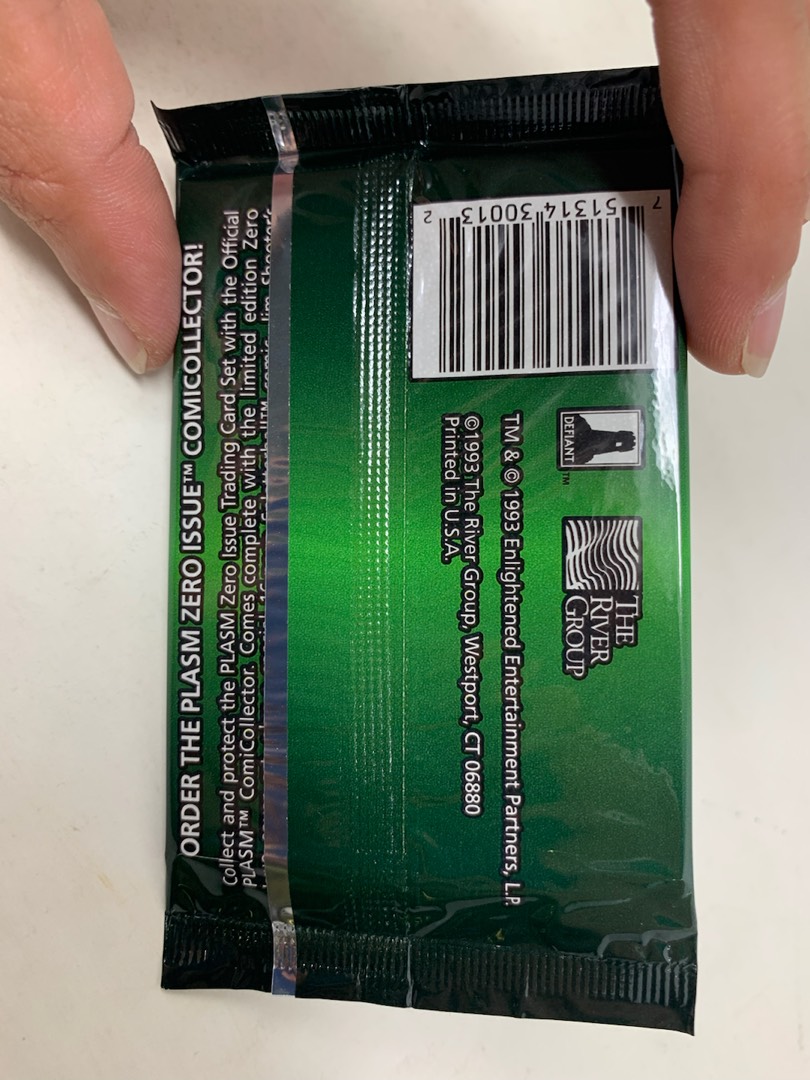 ORDER THE PLASM ZERO ISSUE™ COMICOLLECTOR!
Collect and protect the PLASM Zero Issue Trading Card Set with the Official
PLASM™ ComiCollector. Comes complete with the limited edition Zero
7 51314 30013 2
DEFIANT™
THE
RIVER
GROUP
TM & © 1993 Enlightened Entertainment Partners, L.P.
©1993 The River Group, Westport, CT 06880
Printed in U.S.A.